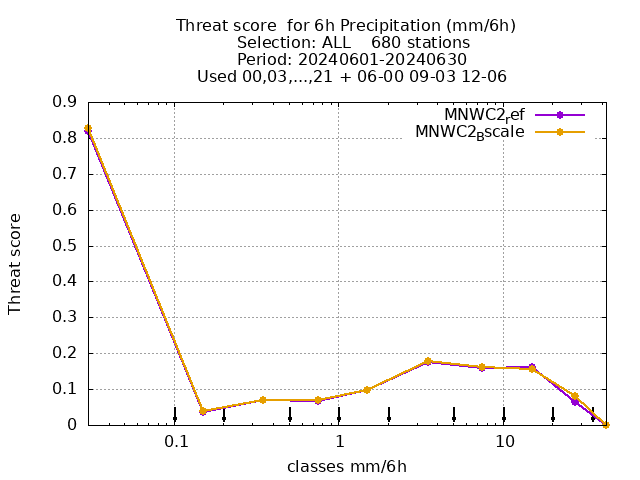 Threat score  for 6h Precipitation (mm/6h)
Selection: ALL    680 stations
Period: 20240601-20240630
Used 00,03,...,21 + 06-00 09-03 12-06
MNWC2ref
MNWC2Bscale
0.9
0.8
0.7
0.6
0.5
0.4
0.3
0.2
0.1
0
Threat score
0.1
1
10
classes mm/6h